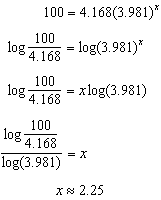 100 = 4.168(3.981)^x
log 100/4.168 = log(3.981)^x
log 100/4.168 = x log(3.981)
(log 100/4.168)/log(3.981) = x
x ≈ 2.25